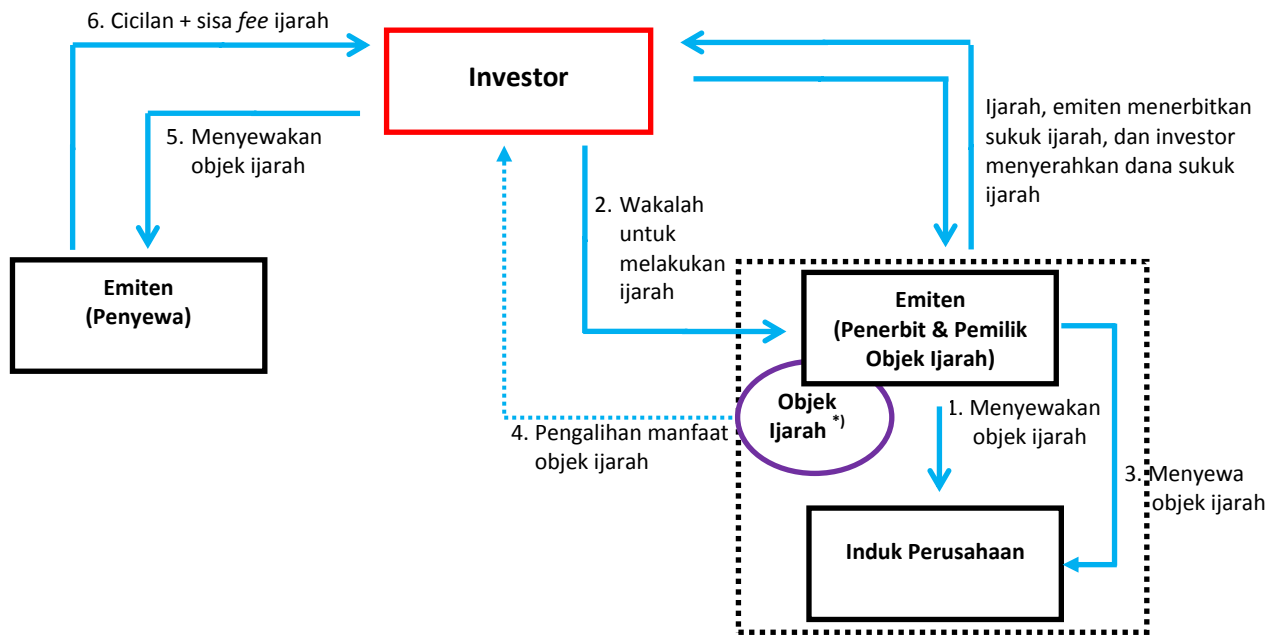 6. Cicilan + sisa fee ijarah
Investor
Ijarah, emiten menerbitkan
sukuk ijarah, dan investor
menyerahkan dana sukuk
ijarah
5. Menyewakan
objek ijarah
2. Wakalah
untuk
melakukan
ijarah
Emiten
(Penyewa)
Emiten
(Penerbit & Pemilik
Objek Ijarah)
Objek
Ijarah *)
4. Pengalihan manfaat
objek ijarah
1. Menyewakan
objek ijarah
3. Menyewa
objek ijarah
Induk Perusahaan